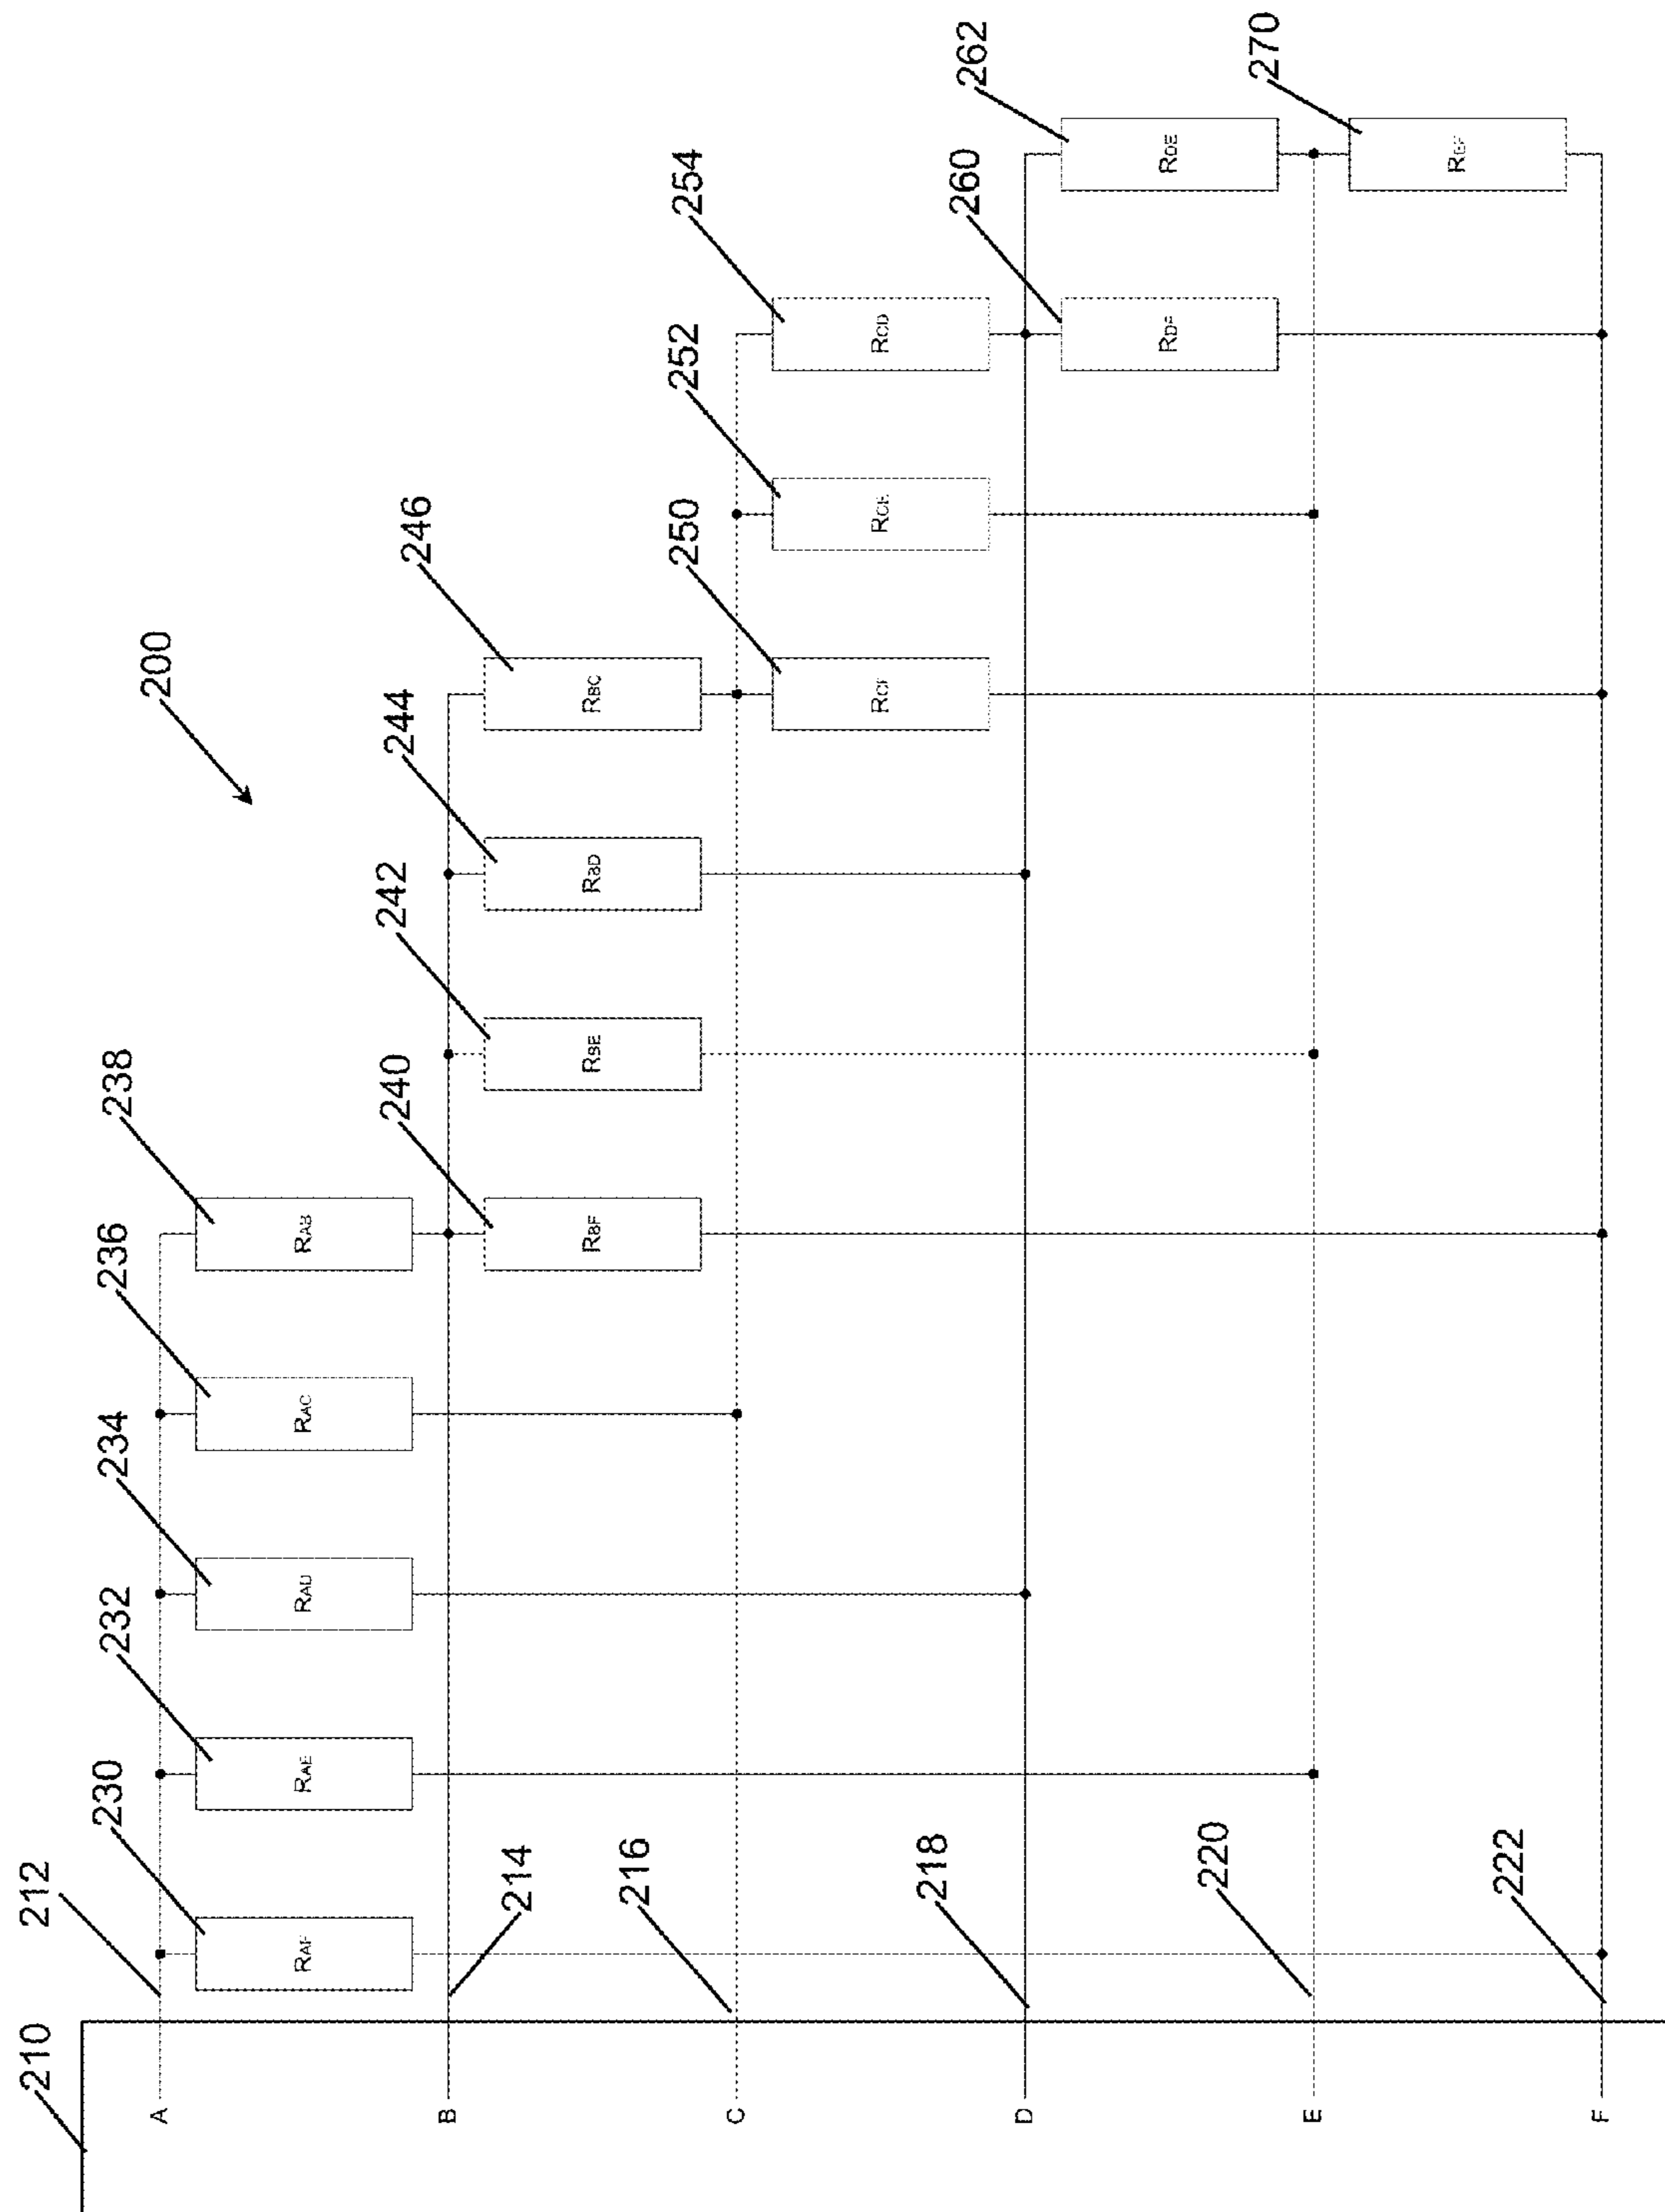 200
210
212
230
232
234
236
238
240
242
244
246
250
252
254
260
262
270
214
216
218
220
222
A
B
C
D
E
F
RAF
RAE
RAD
RAC
RAB
RBF
RBE
RBD
RBC
RCF
RCE
RCD
RDF
RDE
REF